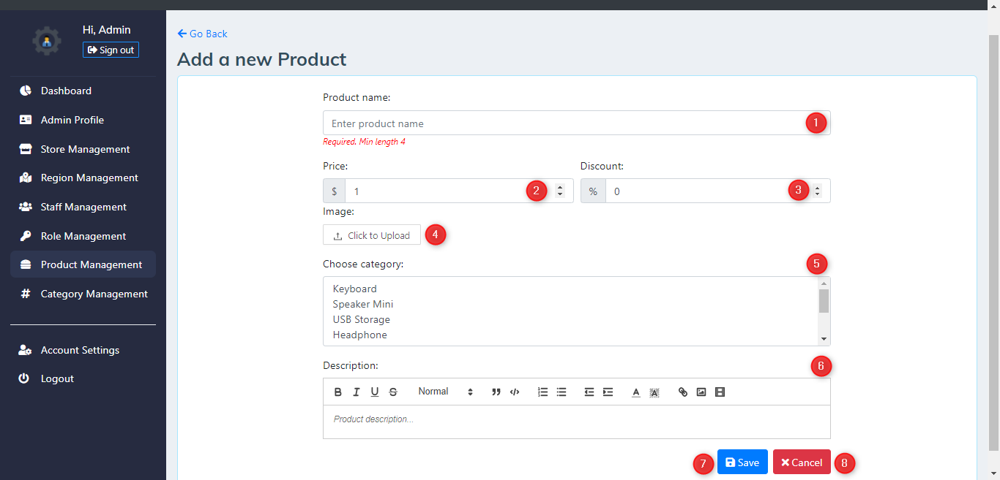 Hi, Admin
Sign out
Dashboard
Admin Profile
Store Management
Region Management
Staff Management
Role Management
Product Management
Category Management
Account Settings
Logout
Go Back
Add a new Product
Product name:
Enter product name 1
Required. Min length 4
Price: Discount:
$ 1 2 % 0 3
Image:
Click to Upload 4
Choose category: 5
Keyboard
Speaker Mini
USB Storage
Headphone
Description: 6
B I U S Normal A A
Product description...
7 Save Cancel 8